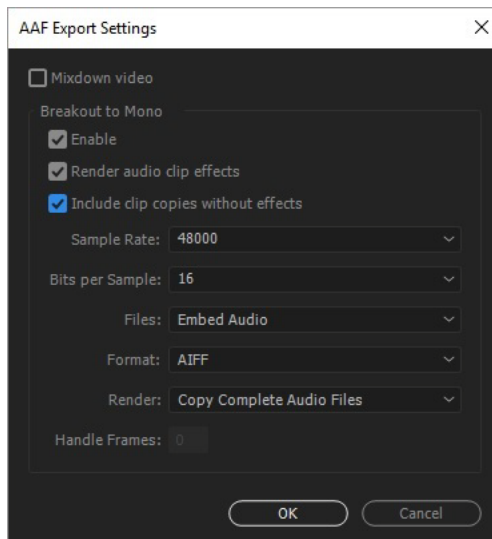 AAF Export Settings
Mixdown video
Breakout to Mono
Enable
Render audio clip effects
Include clip copies without effects
Sample Rate: 48000
Bits per Sample: 16
Files: Embed Audio
Format: AIFF
Render: Copy Complete Audio Files
Handle Frames: 0
OK Cancel